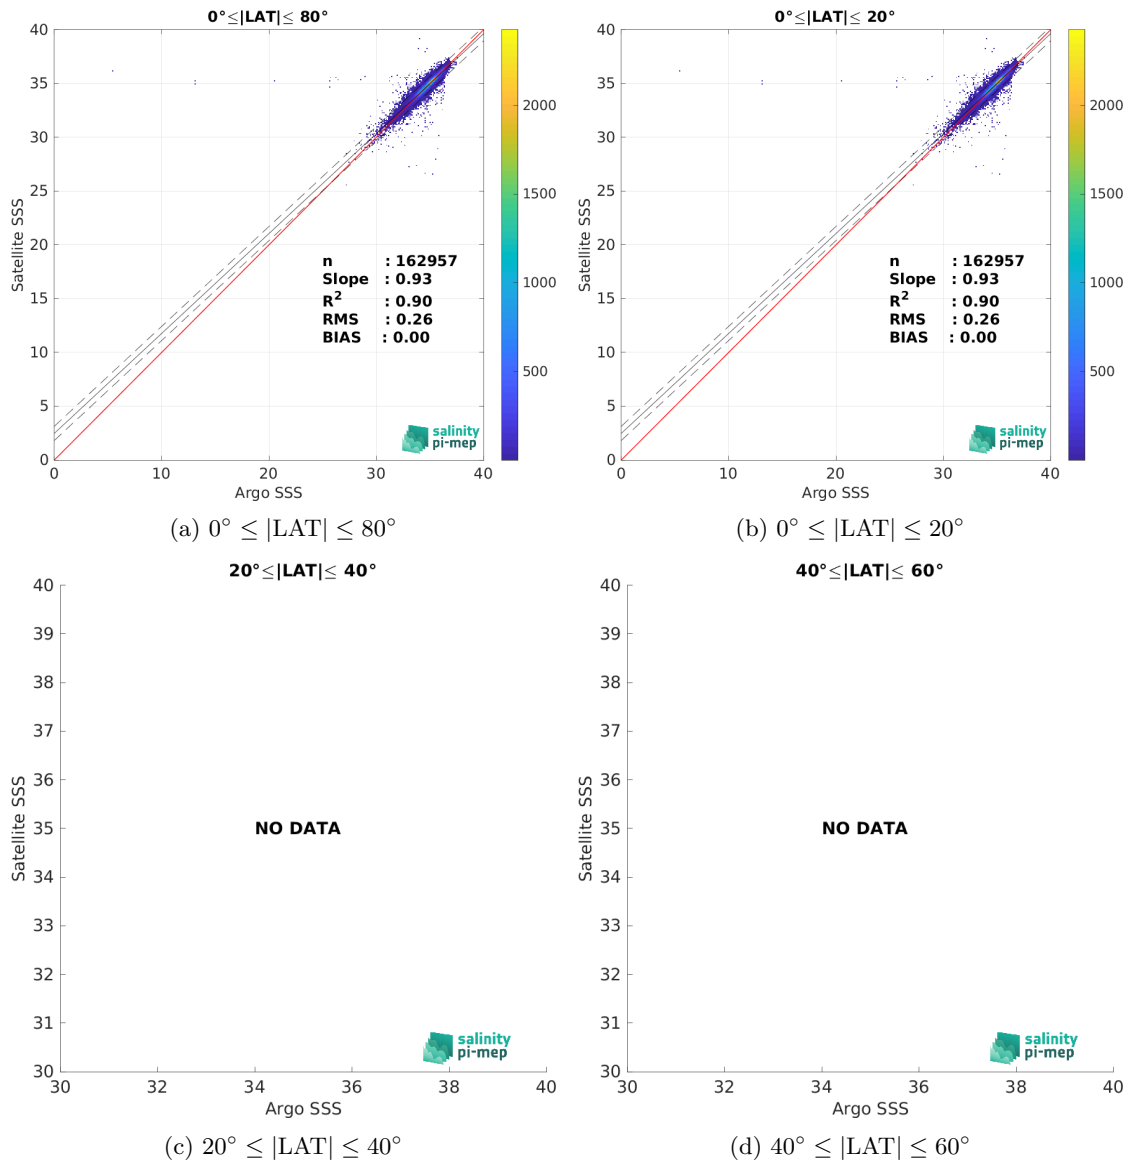 0°≤|LAT|≤ 80°
40
35
30
25
20
15
10
5
0
Satellite SSS
n : 162957
Slope : 0.93
R2 : 0.90
RMS : 0.26
BIAS : 0.00
salinity
pi-mep
0 10 20 30 40
Argo SSS
2000
1500
1000
500
(a) 0° ≤ |LAT| ≤ 80°
0°≤|LAT|≤ 20°
40
35
30
25
20
15
10
5
0
Satellite SSS
n : 162957
Slope : 0.93
R2 : 0.90
RMS : 0.26
BIAS : 0.00
salinity
pi-mep
0 10 20 30 40
Argo SSS
2000
1500
1000
500
(b) 0° ≤ |LAT| ≤ 20°
20°≤|LAT|≤ 40°
40
39
38
37
36
35
34
33
32
31
30
Satellite SSS
NO DATA
salinity
pi-mep
30 32 34 36 38 40
Argo SSS
(c) 20° ≤ |LAT| ≤ 40°
40°≤|LAT|≤ 60°
40
39
38
37
36
35
34
33
32
31
30
Satellite SSS
NO DATA
salinity
pi-mep
30 32 34 36 38 40
Argo SSS
(d) 40° ≤ |LAT| ≤ 60°